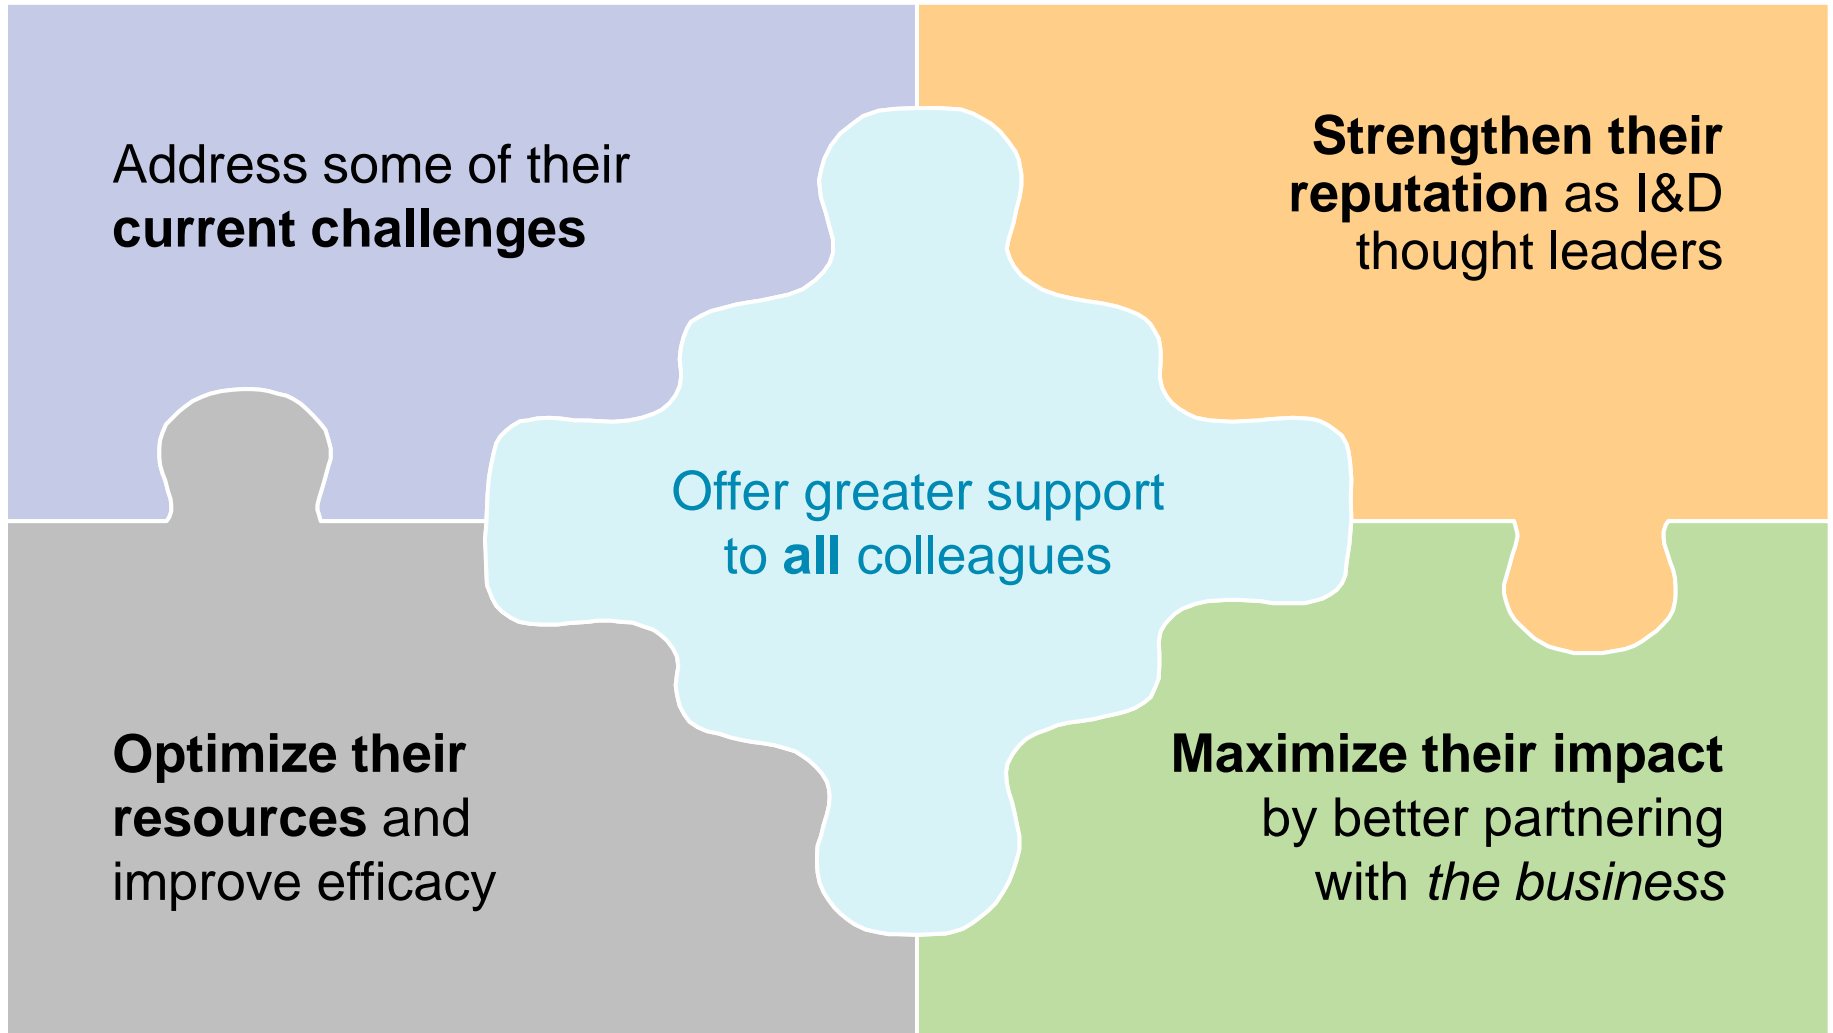 Address some of their
current challenges
Strengthen their
reputation as I&D
thought leaders
Offer greater support
to all colleagues
Optimize their
resources and
improve efficacy
Maximize their impact
by better partnering
with the business